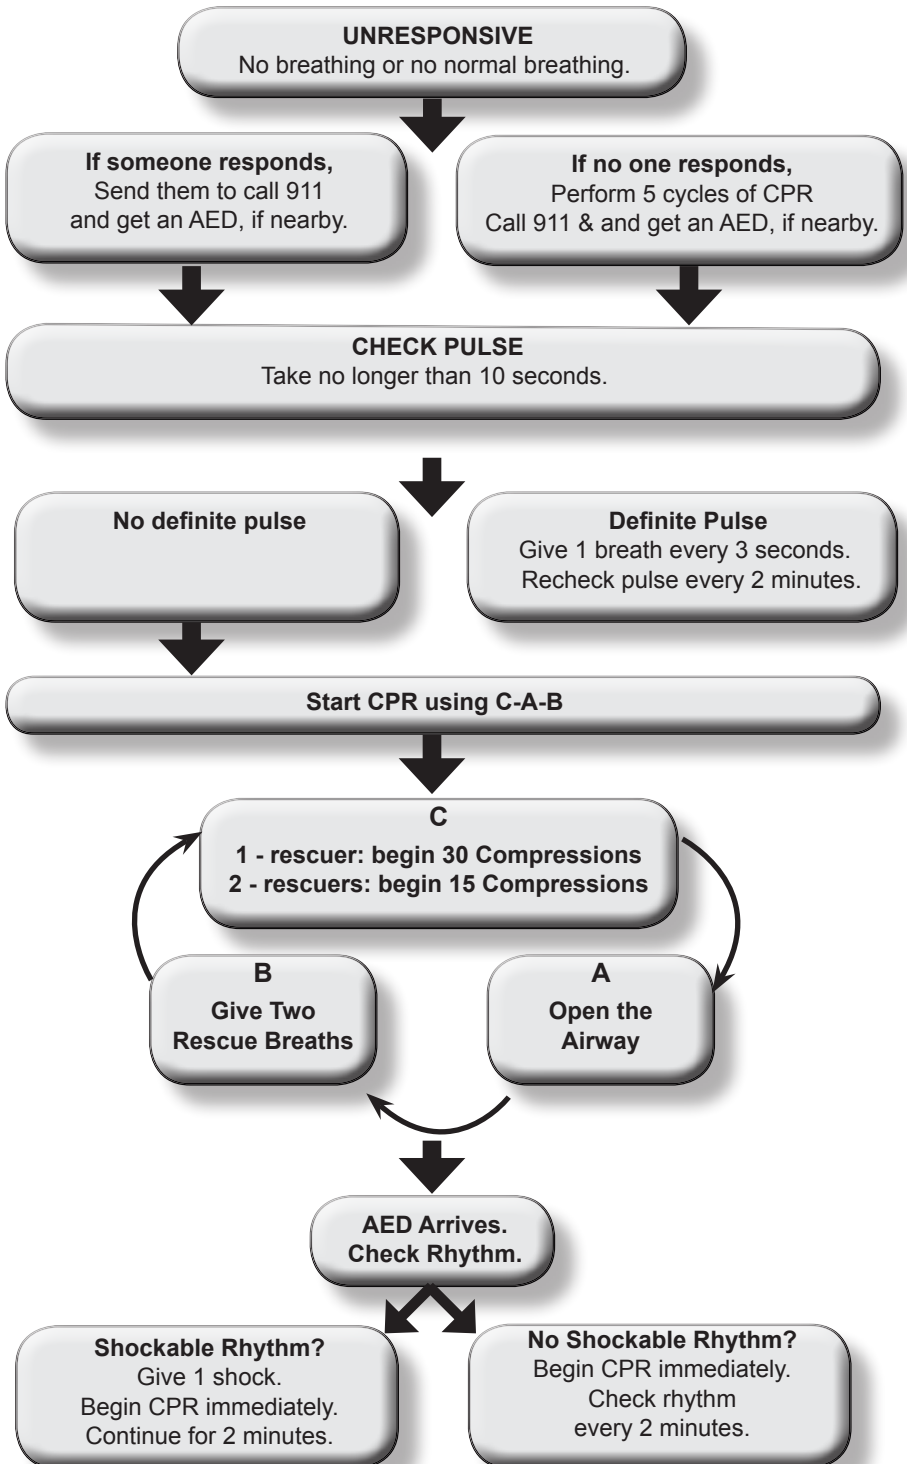 UNRESPONSIVE
No breathing or no normal breathing.
If someone responds,
Send them to call 911
and get an AED, if nearby.
If no one responds,
Perform 5 cycles of CPR
Call 911 & and get an AED, if nearby.
CHECK PULSE
Take no longer than 10 seconds.
No definite pulse
Definite Pulse
Give 1 breath every 3 seconds.
Recheck pulse every 2 minutes.
Start CPR using C-A-B
C
1 - rescuer: begin 30 Compressions
2 - rescuers: begin 15 Compressions
B
Give Two
Rescue Breaths
A
Open the
Airway
AED Arrives.
Check Rhythm.
Shockable Rhythm?
Give 1 shock.
Begin CPR immediately.
Continue for 2 minutes.
No Shockable Rhythm?
Begin CPR immediately.
Check rhythm
every 2 minutes.